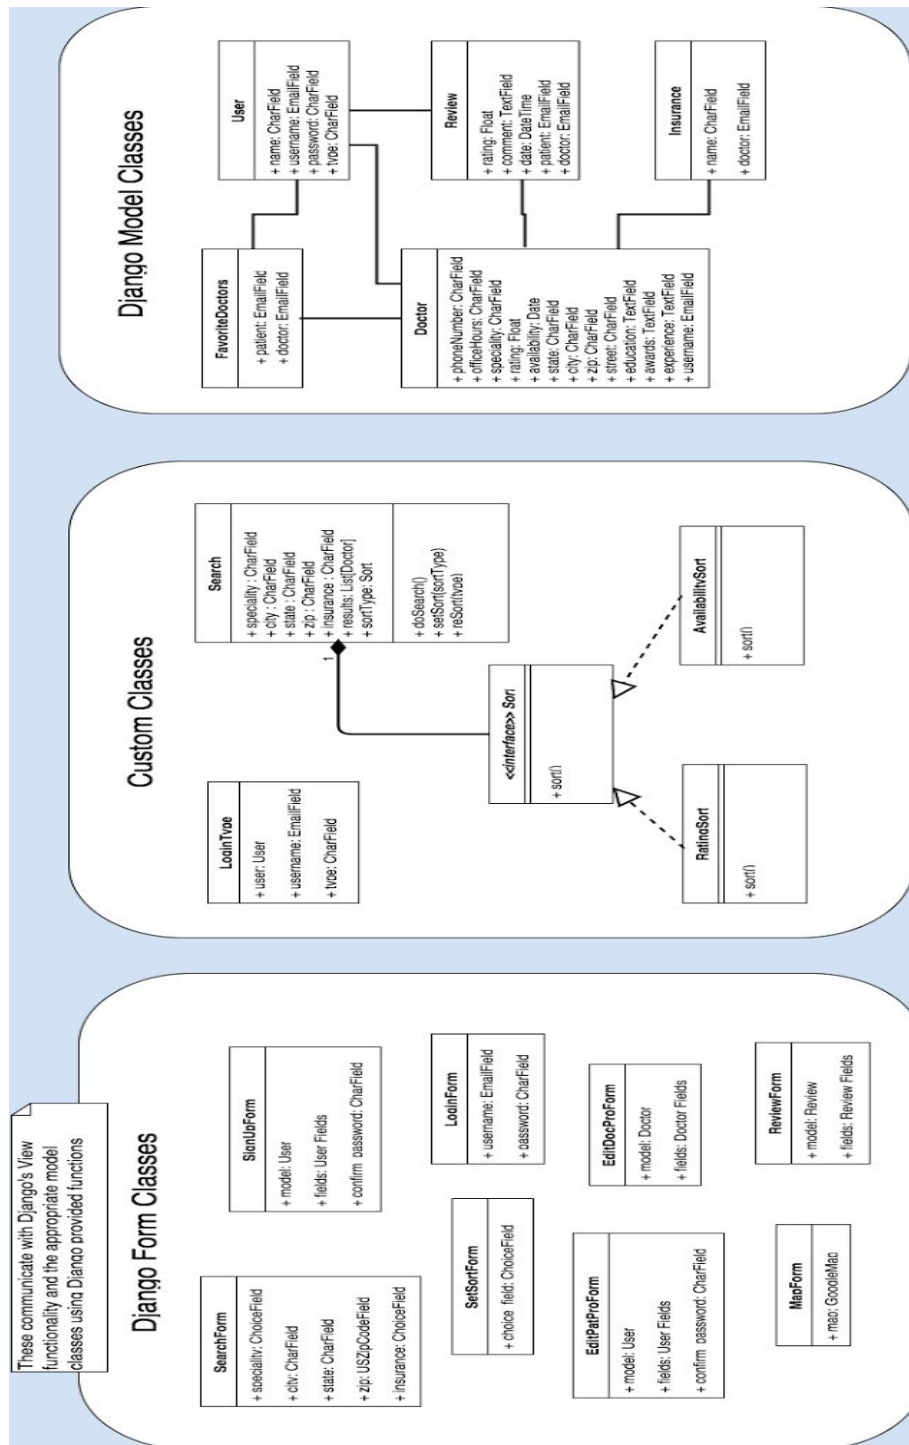 These communicate with Django's View
functionality and the appropriate model
classes using Django provided functions
Django Form Classes
SearchForm
+ speciality: ChoiceField
+ city: CharField
+ state: CharField
+ zip: USZipCodeField
+ insurance: ChoiceField
SignUpForm
+ model: User
+ fields: User Fields
+ confirm_password: CharField
SetSortForm
+ choice_field: ChoiceField
LoginForm
+ username: EmailField
+ password: CharField
EditPatProForm
+ model: User
+ fields: User Fields
+ confirm_password: CharField
EditDocProForm
+ model: Doctor
+ fields: Doctor Fields
MapForm
+ map: GoogleMap
ReviewForm
+ model: Review
+ fields: Review Fields
Custom Classes
LoginType
+ user: User
+ username: EmailField
+ type: CharField
Search
+ speciality : CharField
+ city : CharField
+ state : CharField
+ zip : CharField
+ insurance : CharField
+ results: List[Doctor]
+ sortType: Sort
+ doSearch()
+ setSort(sortType)
+ reSort(type)
1
<<interface>> Sort
+ sort()
RatingSort
+ sort()
AvailabilitySort
+ sort()
Django Model Classes
FavoriteDoctors
+ patient: EmailField
+ doctor: EmailField
User
+ name: CharField
+ username: EmailField
+ password: CharField
+ type: CharField
Doctor
+ phoneNumber: CharField
+ officeHours: CharField
+ speciality: CharField
+ rating: Float
+ availability: Date
+ state: CharField
+ city: CharField
+ zip: CharField
+ street: CharField
+ education: TextField
+ awards: TextField
+ experience: TextField
+ username: EmailField
Review
+ rating: Float
+ comment: TextField
+ date: DateTime
+ patient: EmailField
+ doctor: EmailField
Insurance
+ name: CharField
+ doctor: EmailField